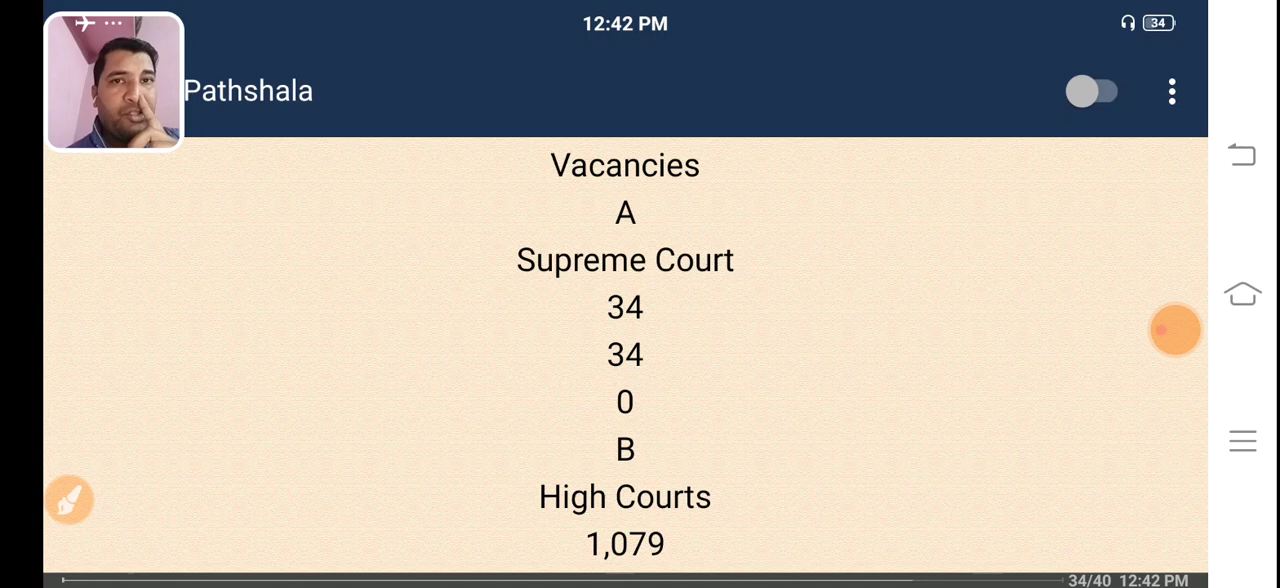 12:42 PM
34
Pathshala
Vacancies
A
Supreme Court
34
34
0
B
High Courts
1,079
34/40 12:42 PM